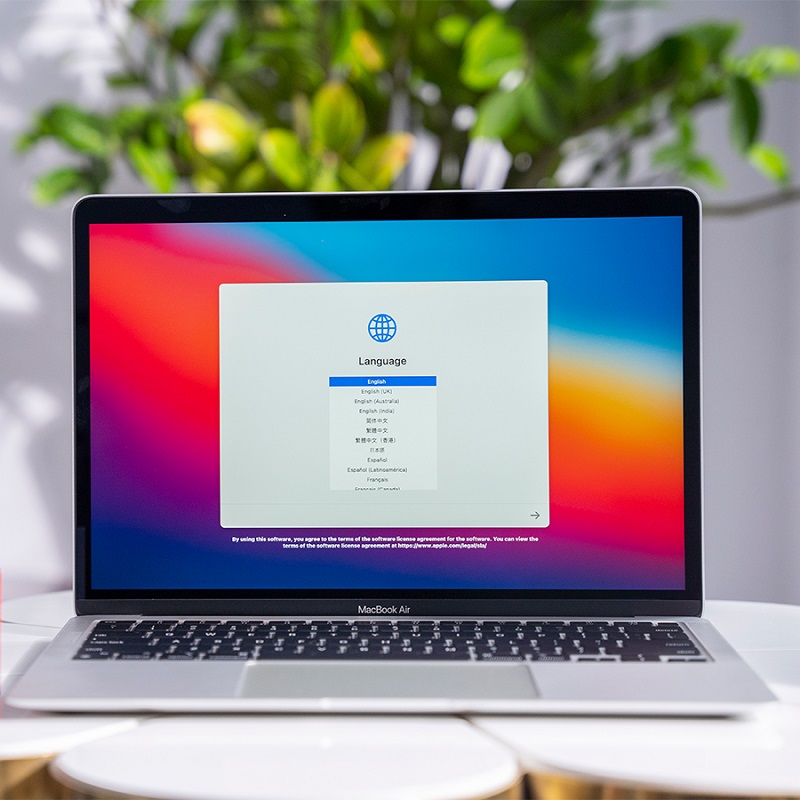 Language
English
English (UK)
English (Australia)
English (India)
简体中文
繁體中文
繁體中文（香港）
日本語
Español
Español (Latinoamérica)
Français
Français (Canada)
By using this software, you agree to the terms of the software license agreement for the software. You can view the
terms of the software license agreement at https://www.apple.com/legal/sla/
MacBook Air